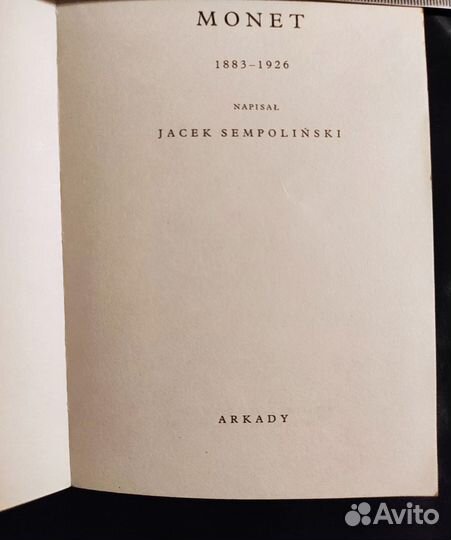 MONET
1883–1926
NAPISAŁ
JACEK SEMPOLIŃSKI
ARKADY
Avito